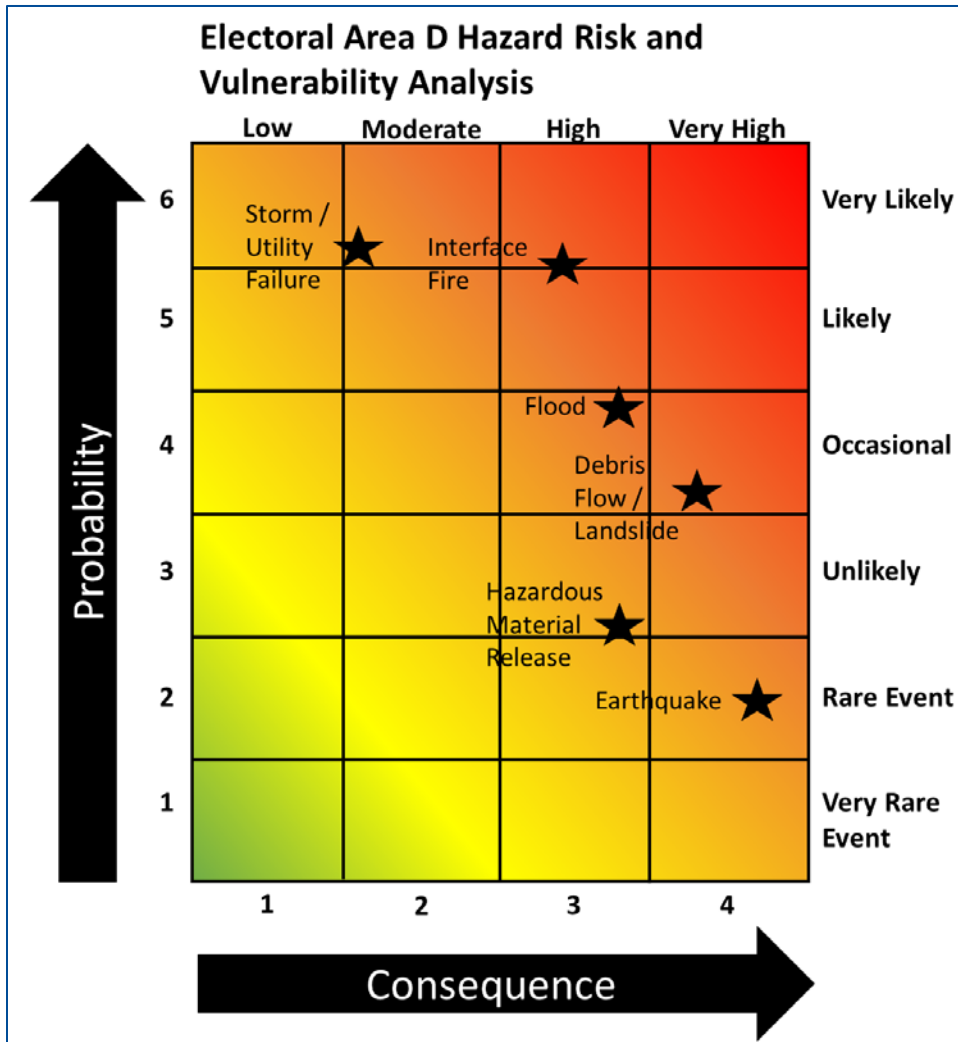 Electoral Area D Hazard Risk and
Vulnerability Analysis
Low Moderate High Very High
6 Very Likely
Storm /
Utility
Failure
Interface
Fire
5 Likely
Flood
4 Occasional
Debris
Flow /
Landslide
3 Unlikely
Hazardous
Material
Release
Earthquake
2 Rare Event
1 Very Rare
Event
Probability
1 2 3 4
Consequence